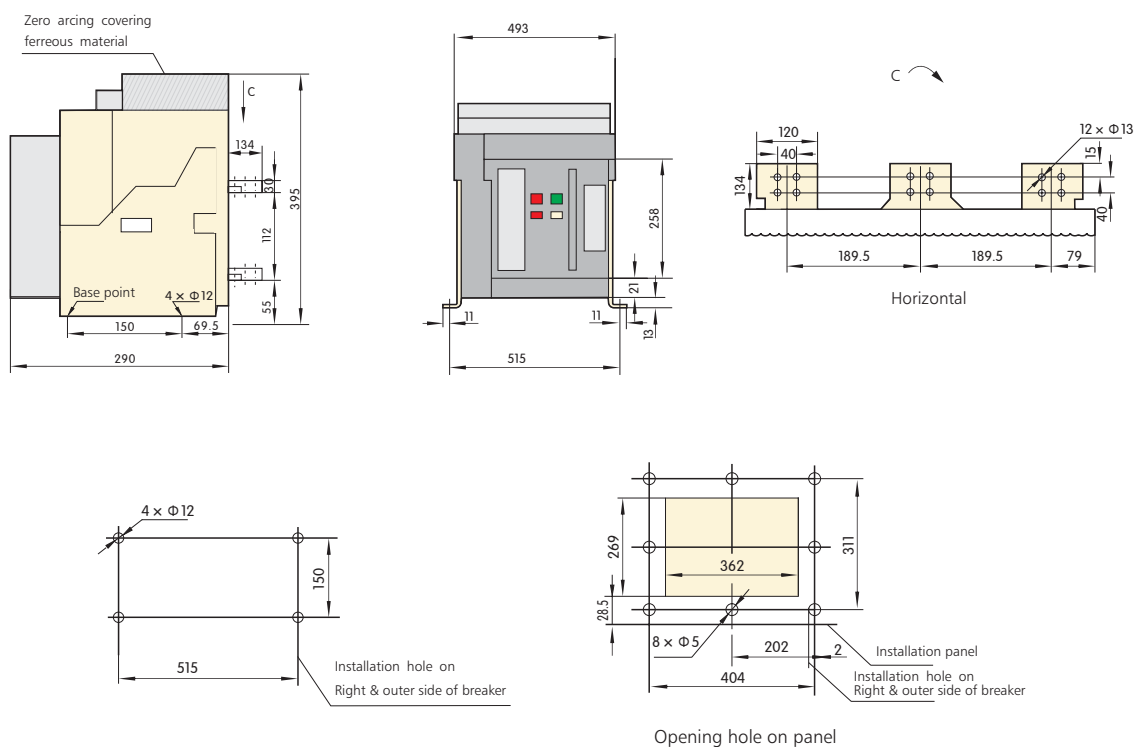 Zero arcing covering
ferreous material
C
134
30
395
112
Base point
4 × Φ12
55
150
69.5
290
493
258
21
11
11
13
515
C
120
12 × Φ13
40
15
134
40
189.5
189.5
79
Horizontal
4 × Φ12
150
515
Installation hole on
Right & outer side of breaker
269
362
311
28.5
8 × Φ5
202
2
404
Installation panel
Installation hole on
Right & outer side of breaker
Opening hole on panel